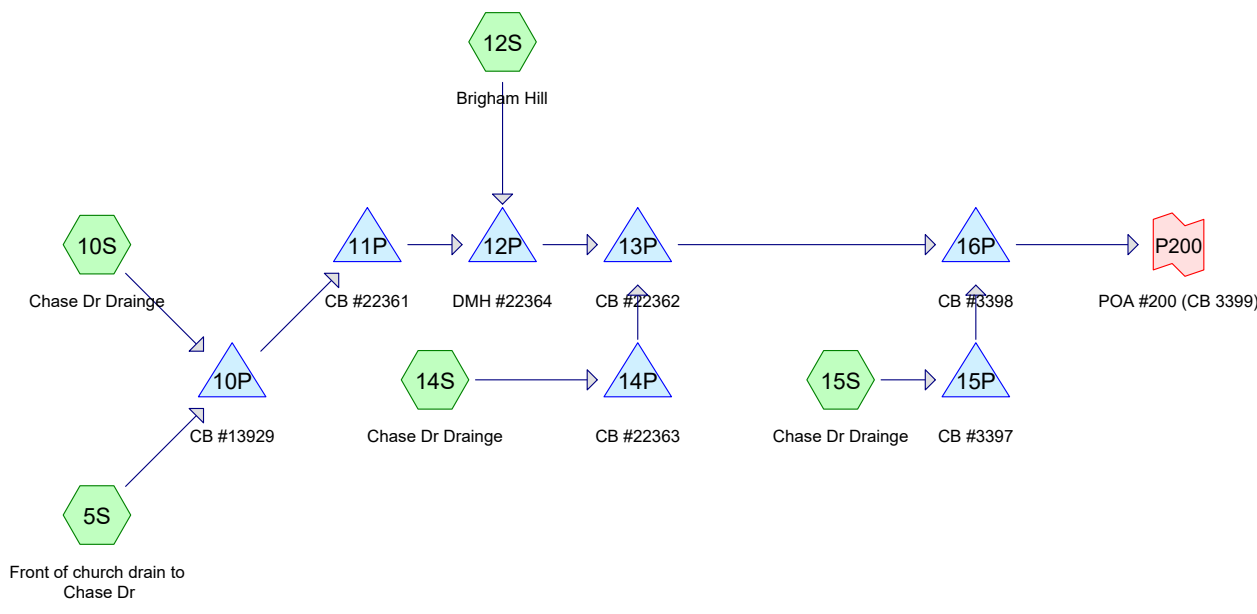 12S
Brigham Hill
10S
Chase Dr Drainge
11P
CB #22361
12P
DMH #22364
13P
CB #22362
16P
CB #3398
P200
POA #200 (CB 3399)
10P
CB #13929
14S
Chase Dr Drainge
14P
CB #22363
15S
Chase Dr Drainge
15P
CB #3397
5S
Front of church drain to
Chase Dr